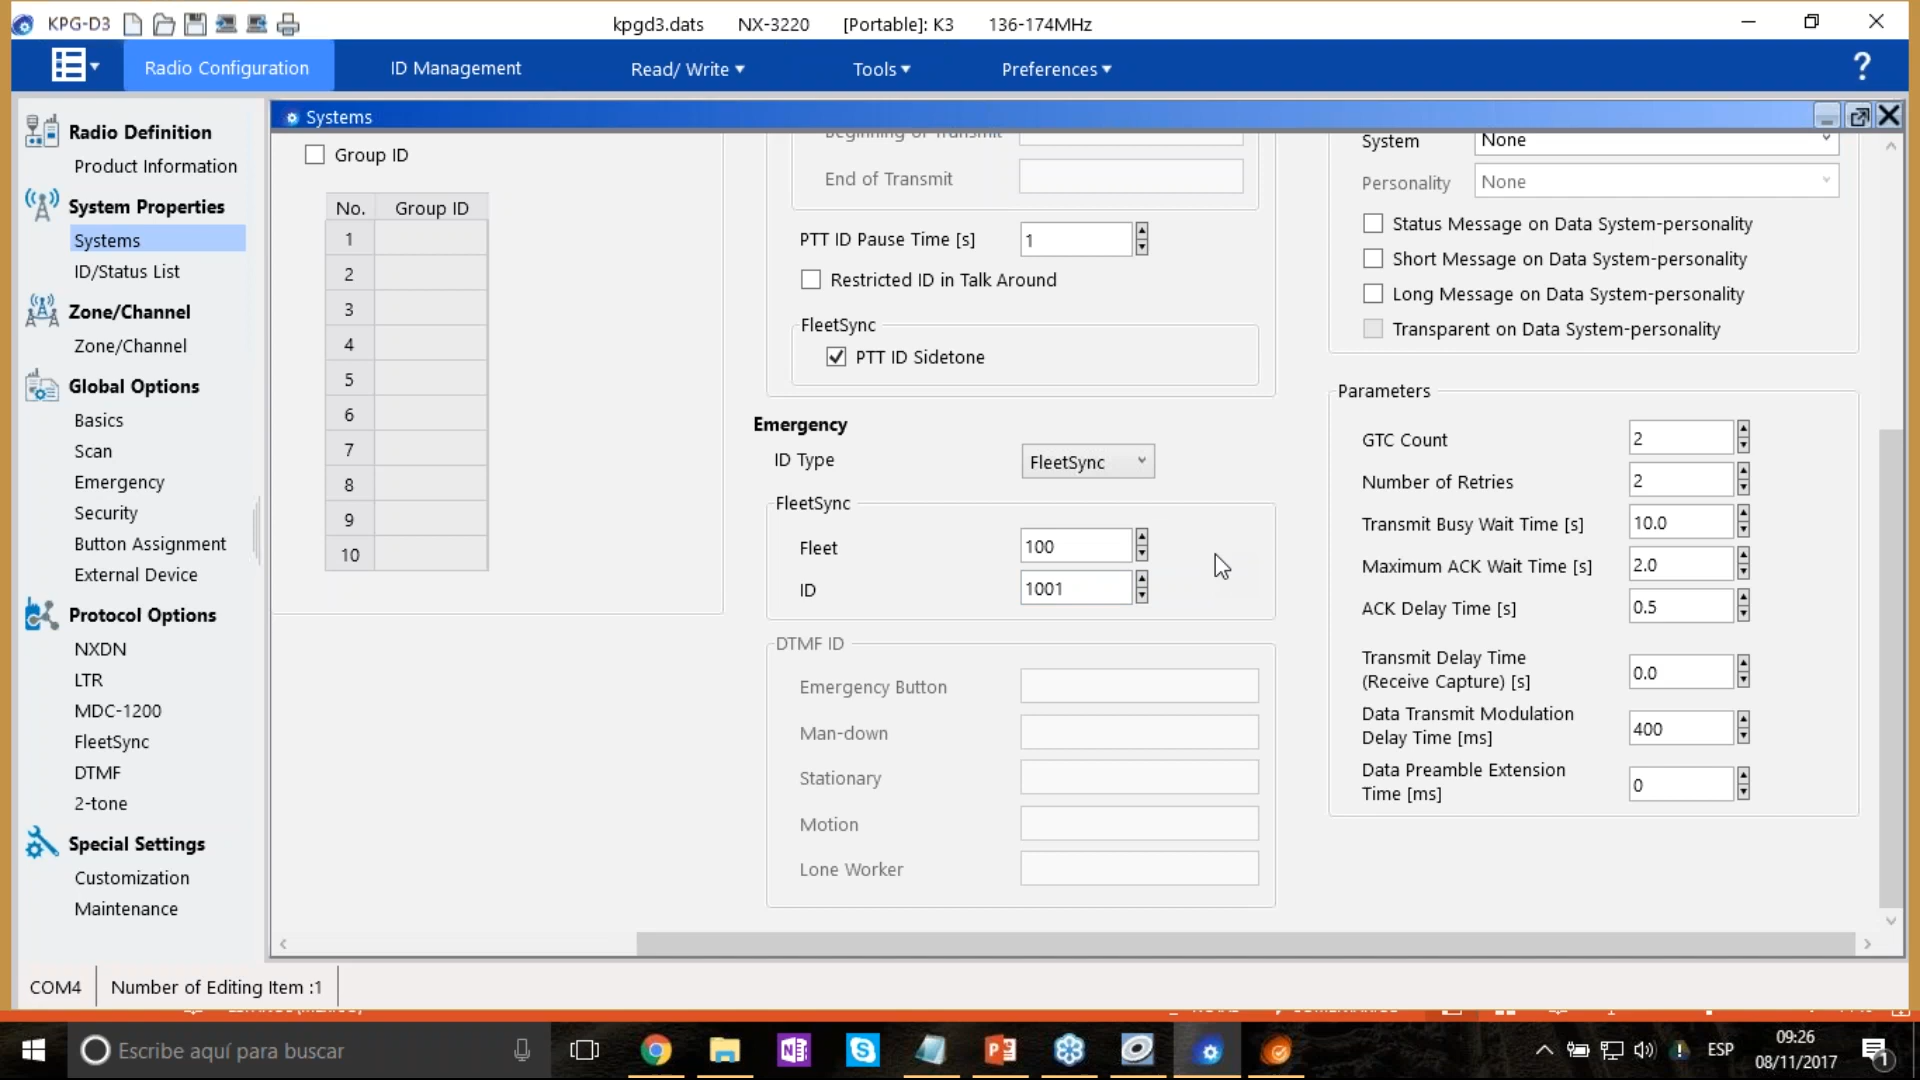 KPG-D3 kpgd3.dats NX-3220 [Portable]: K3 136-174MHz
Radio Configuration ID Management Read/ Write ▾ Tools▾ Preferences▾ ?
Systems
Radio Definition
Product Information
System Properties
Systems
ID/Status List
Zone/Channel
Zone/Channel
Global Options
Basics
Scan
Emergency
Security
Button Assignment
External Device
Protocol Options
NXDN
LTR
MDC-1200
FleetSync
DTMF
2-tone
Special Settings
Customization
Maintenance
Group ID
No. Group ID
1
2
3
4
5
6
7
8
9
10
Beginning of Transmit
End of Transmit
PTT ID Pause Time [s] 1
Restricted ID in Talk Around
FleetSync
PTT ID Sidetone
Emergency
ID Type FleetSync
FleetSync
Fleet 100
ID 1001
DTMF ID
Emergency Button
Man-down
Stationary
Motion
Lone Worker
System None
Personality None
Status Message on Data System-personality
Short Message on Data System-personality
Long Message on Data System-personality
Transparent on Data System-personality
Parameters
GTC Count 2
Number of Retries 2
Transmit Busy Wait Time [s] 10.0
Maximum ACK Wait Time [s] 2.0
ACK Delay Time [s] 0.5
Transmit Delay Time
(Receive Capture) [s] 0.0
Data Transmit Modulation
Delay Time [ms] 400
Data Preamble Extension
Time [ms] 0
COM4 Number of Editing Item :1
Escribe aquí para buscar
ESP
09:26
08/11/2017
1